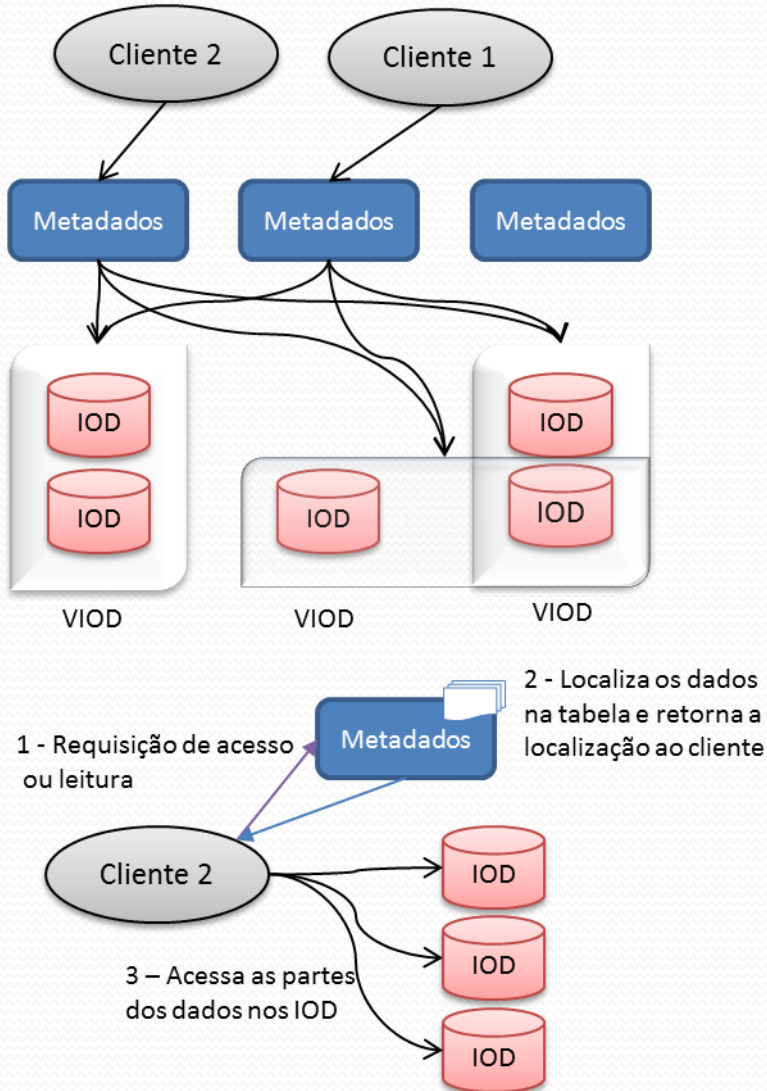 Cliente 2
Cliente 1
Metadados
Metadados
Metadados
IOD
IOD
IOD
IOD
IOD
VIOD
VIOD
VIOD
2 - Localiza os dados
na tabela e retorna a
localização ao cliente
Metadados
1 - Requisição de acesso
ou leitura
Cliente 2
IOD
IOD
IOD
3 – Acessa as partes
dos dados nos IOD